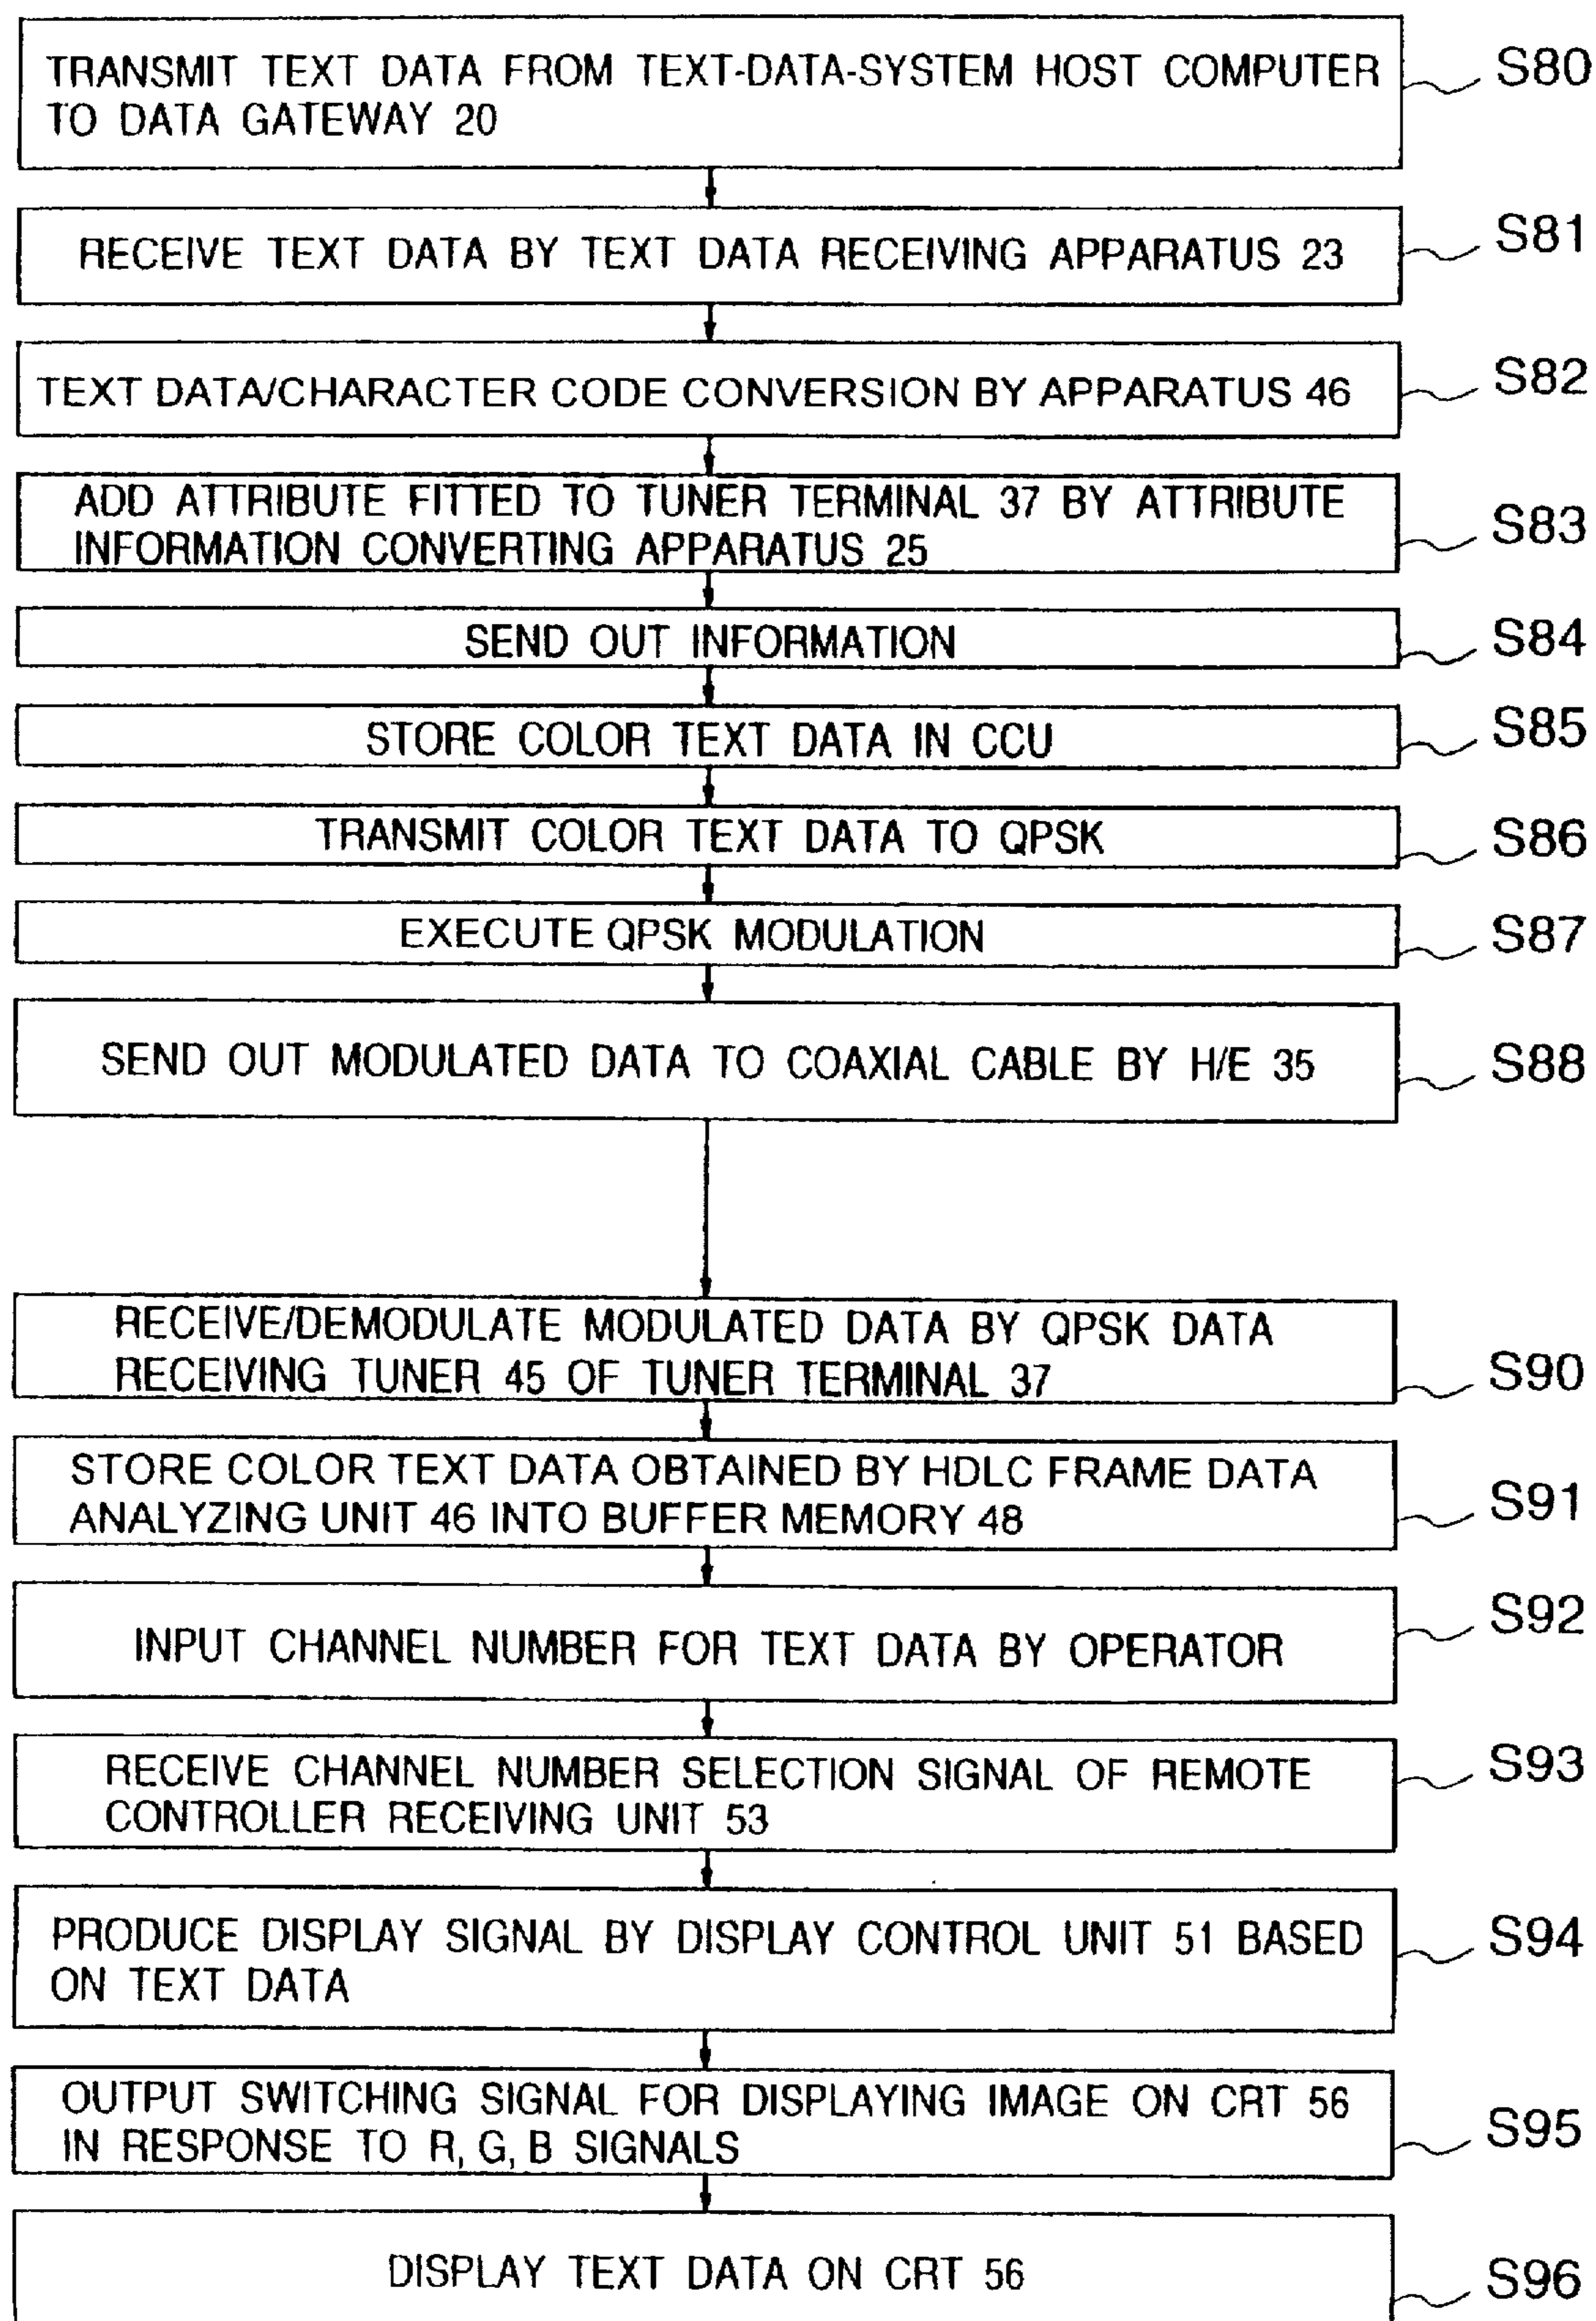 TRANSMIT TEXT DATA FROM TEXT-DATA-SYSTEM HOST COMPUTER
TO DATA GATEWAY 20
S80
RECEIVE TEXT DATA BY TEXT DATA RECEIVING APPARATUS 23
S81
TEXT DATA/CHARACTER CODE CONVERSION BY APPARATUS 46
S82
ADD ATTRIBUTE FITTED TO TUNER TERMINAL 37 BY ATTRIBUTE
INFORMATION CONVERTING APPARATUS 25
S83
SEND OUT INFORMATION
S84
STORE COLOR TEXT DATA IN CCU
S85
TRANSMIT COLOR TEXT DATA TO QPSK
S86
EXECUTE QPSK MODULATION
S87
SEND OUT MODULATED DATA TO COAXIAL CABLE BY H/E 35
S88
RECEIVE/DEMODULATE MODULATED DATA BY QPSK DATA
RECEIVING TUNER 45 OF TUNER TERMINAL 37
S90
STORE COLOR TEXT DATA OBTAINED BY HDLC FRAME DATA
ANALYZING UNIT 46 INTO BUFFER MEMORY 48
S91
INPUT CHANNEL NUMBER FOR TEXT DATA BY OPERATOR
S92
RECEIVE CHANNEL NUMBER SELECTION SIGNAL OF REMOTE
CONTROLLER RECEIVING UNIT 53
S93
PRODUCE DISPLAY SIGNAL BY DISPLAY CONTROL UNIT 51 BASED
ON TEXT DATA
S94
OUTPUT SWITCHING SIGNAL FOR DISPLAYING IMAGE ON CRT 56
IN RESPONSE TO R, G, B SIGNALS
S95
DISPLAY TEXT DATA ON CRT 56
S96